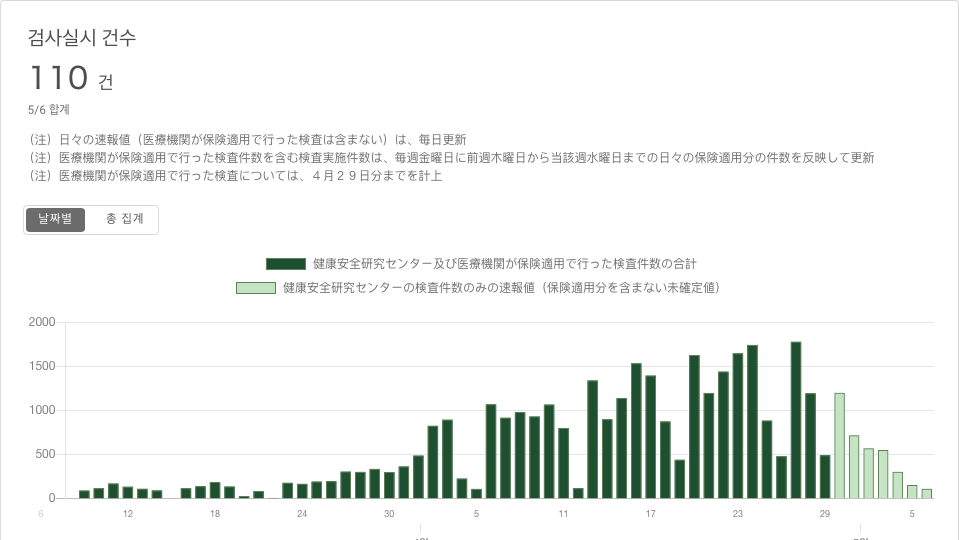 검사실시 건수
110 건
5/6 합계
（注）日々の速報値（医療機関が保険適用で行った検査は含まない）は、毎日更新
（注）医療機関が保険適用で行った検査件数を含む検査実施件数は、毎週金曜日に前週木曜日から当該週水曜日までの日々の保険適用分の件数を反映して更新
（注）医療機関が保険適用で行った検査については、４月２９日分までを計上
날짜별 총 집계
健康安全研究センター及び医療機関が保険適用で行った検査件数の合計
健康安全研究センターの検査件数のみの速報値（保険適用分を含まない未確定値）
2000
1500
1000
500
0
6 12 18 24 30 5 11 17 23 29 5